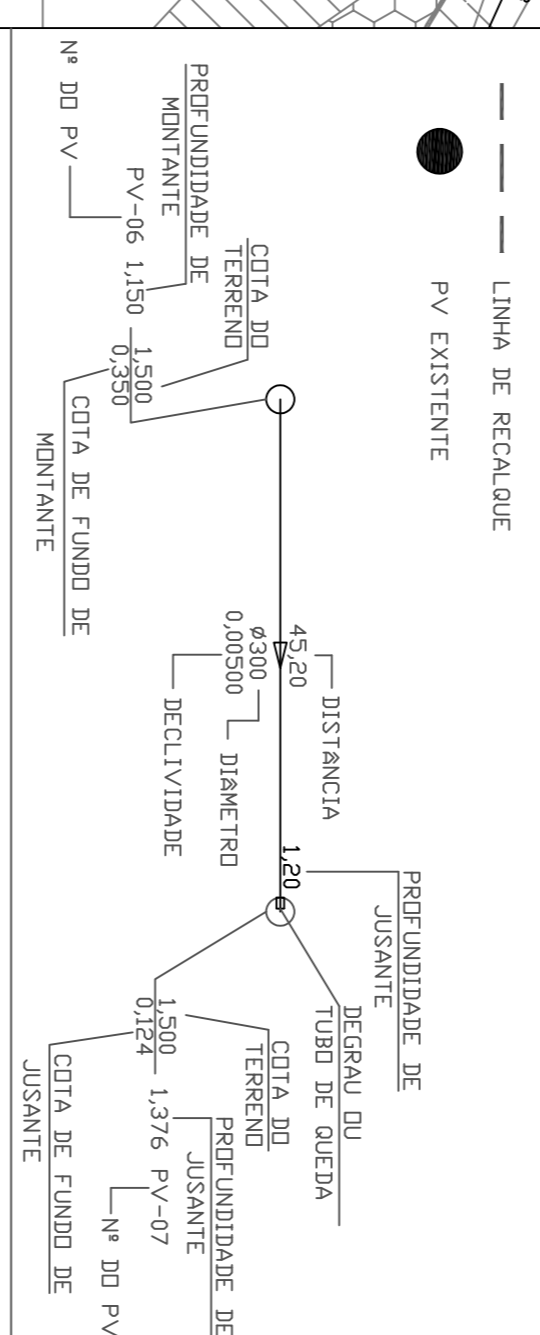 LINHA DE RECALQUE
PV EXISTENTE
DISTANCIA
45,20
Ø300
0,00500
DIAMETRO
DECLIVIDADE
PROFUNDIDADE DE
JUSANTE
1,20
DEGRAU OU
TUBO DE QUEDA
COTA DO
TERRENO
PROFUNDIDADE DE
MONTANTE
Nº DO PV
PV-06 1,150
1,500
0,350
COTA DE FUNDO DE
MONTANTE
COTA DO
TERRENO
1,500
0,124
1,376 PV-07
PROFUNDIDADE DE
JUSANTE
Nº DO PV
COTA DE FUNDO DE
JUSANTE